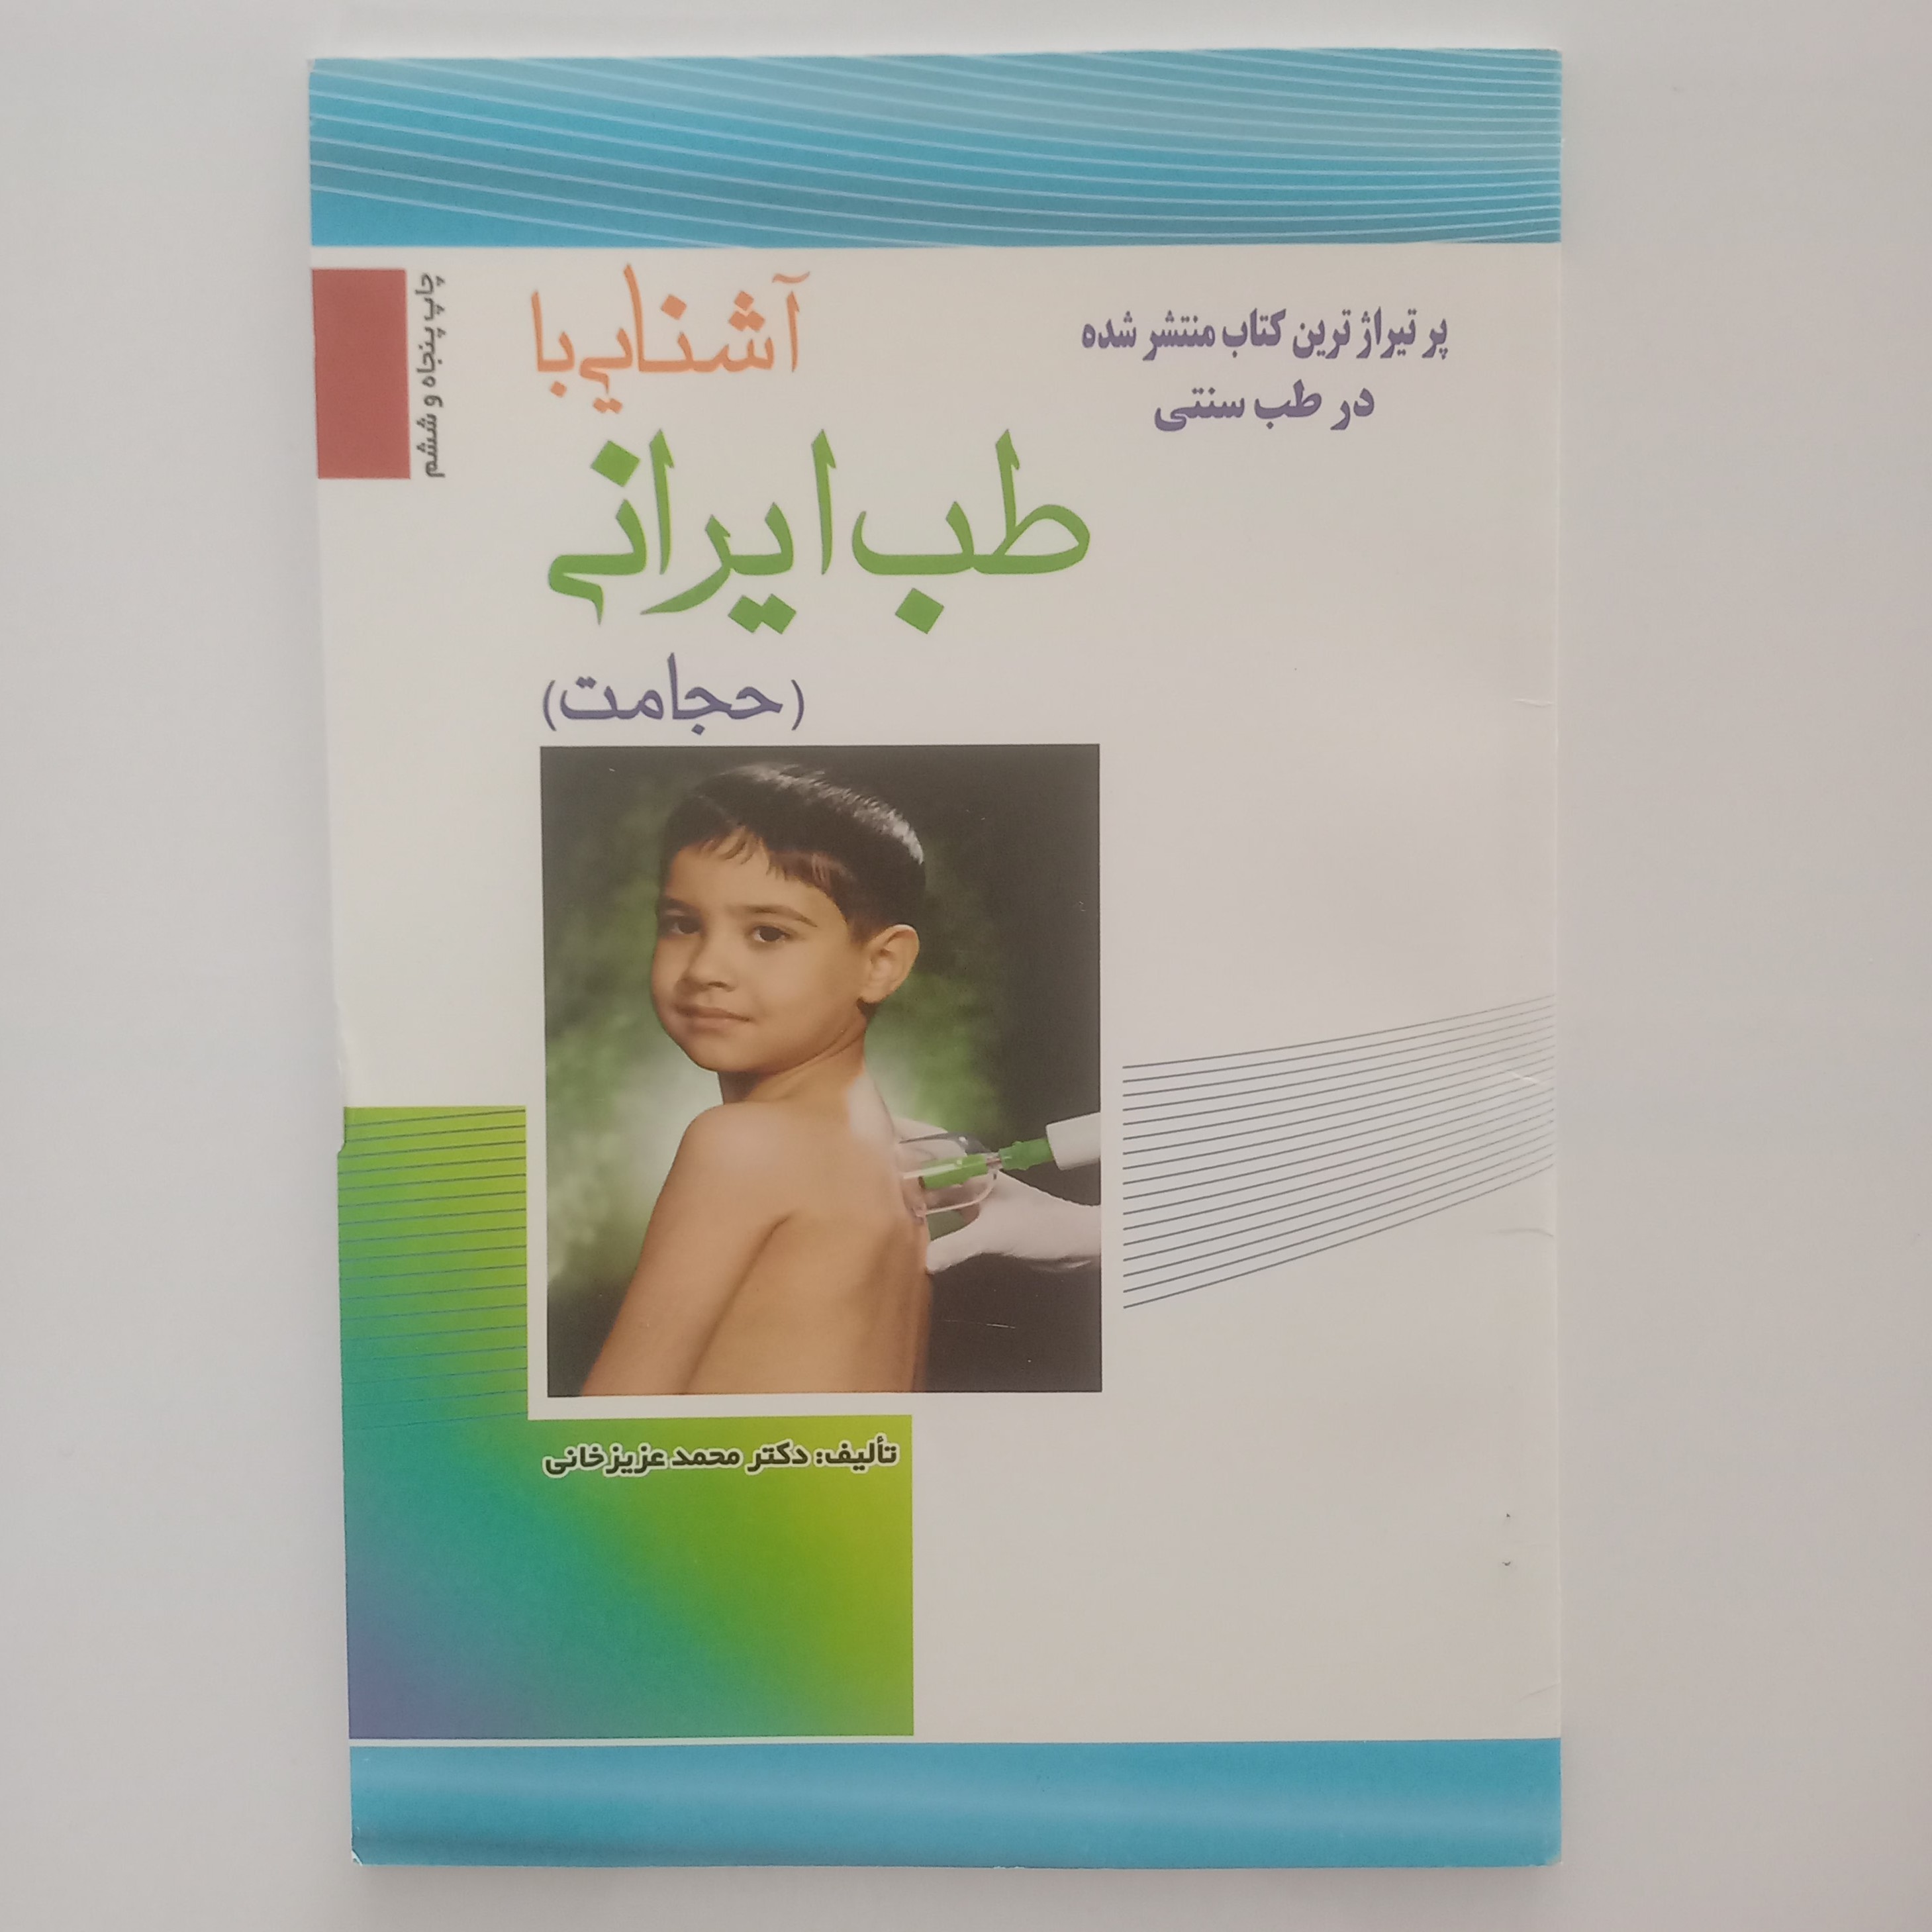 پر تیراژ ترین کتاب منتشر شده
در طب سنتی
آشنایی با
طب ایرانی
(حجامت)
چاپ پنجاه و ششم
تألیف: دکتر محمد عزیزخانی